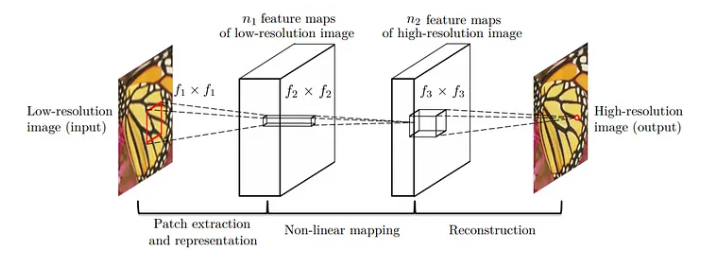 n₁ feature maps
of low-resolution image
n₂ feature maps
of high-resolution image
f₁ × f₁
f₂ × f₂
f₃ × f₃
Low-resolution
image (input)
High-resolution
image (output)
Patch extraction
and representation
Non-linear mapping
Reconstruction